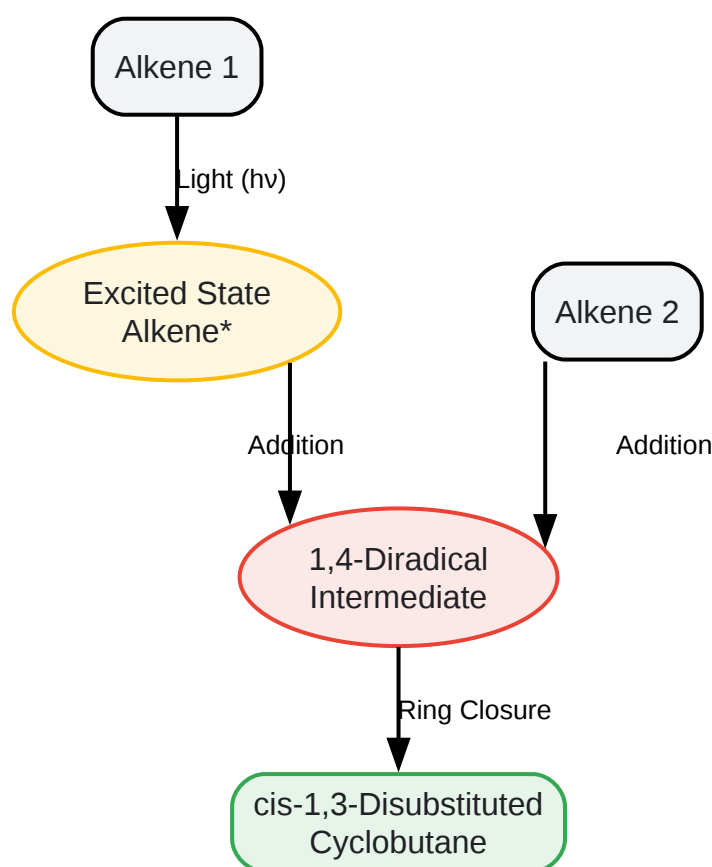 Alkene 1
Light (hν)
Excited State
Alkene*
Alkene 2
Addition
Addition
1,4-Diradical
Intermediate
Ring Closure
cis-1,3-Disubstituted
Cyclobutane